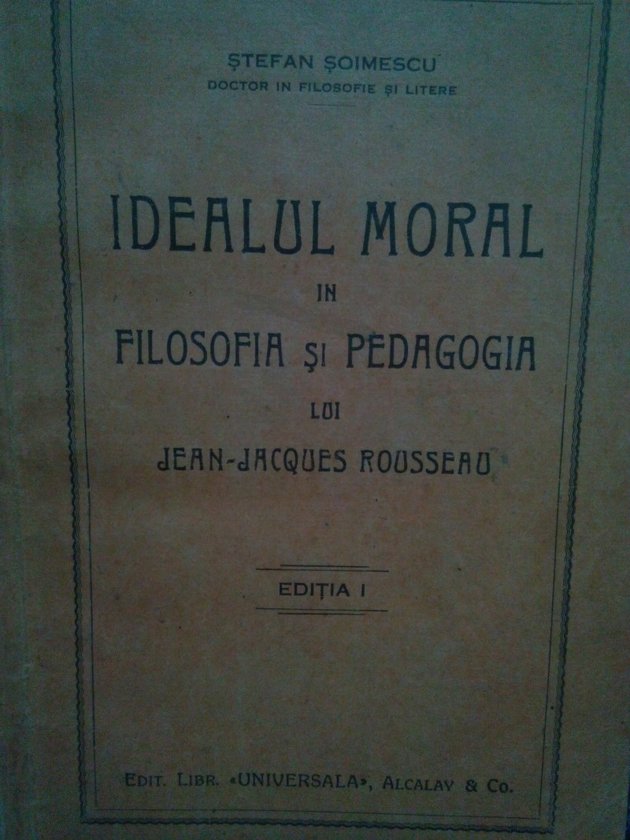 ȘTEFAN ȘOIMESCU
DOCTOR IN FILOSOFIE ȘI LITERE
IDEALUL MORAL
IN
FILOSOFIA ȘI PEDAGOGIA
LUI
JEAN-JACQUES ROUSSEAU
EDIȚIA I
EDIT. LIBR. «UNIVERSALA», ALCALAY & Co.